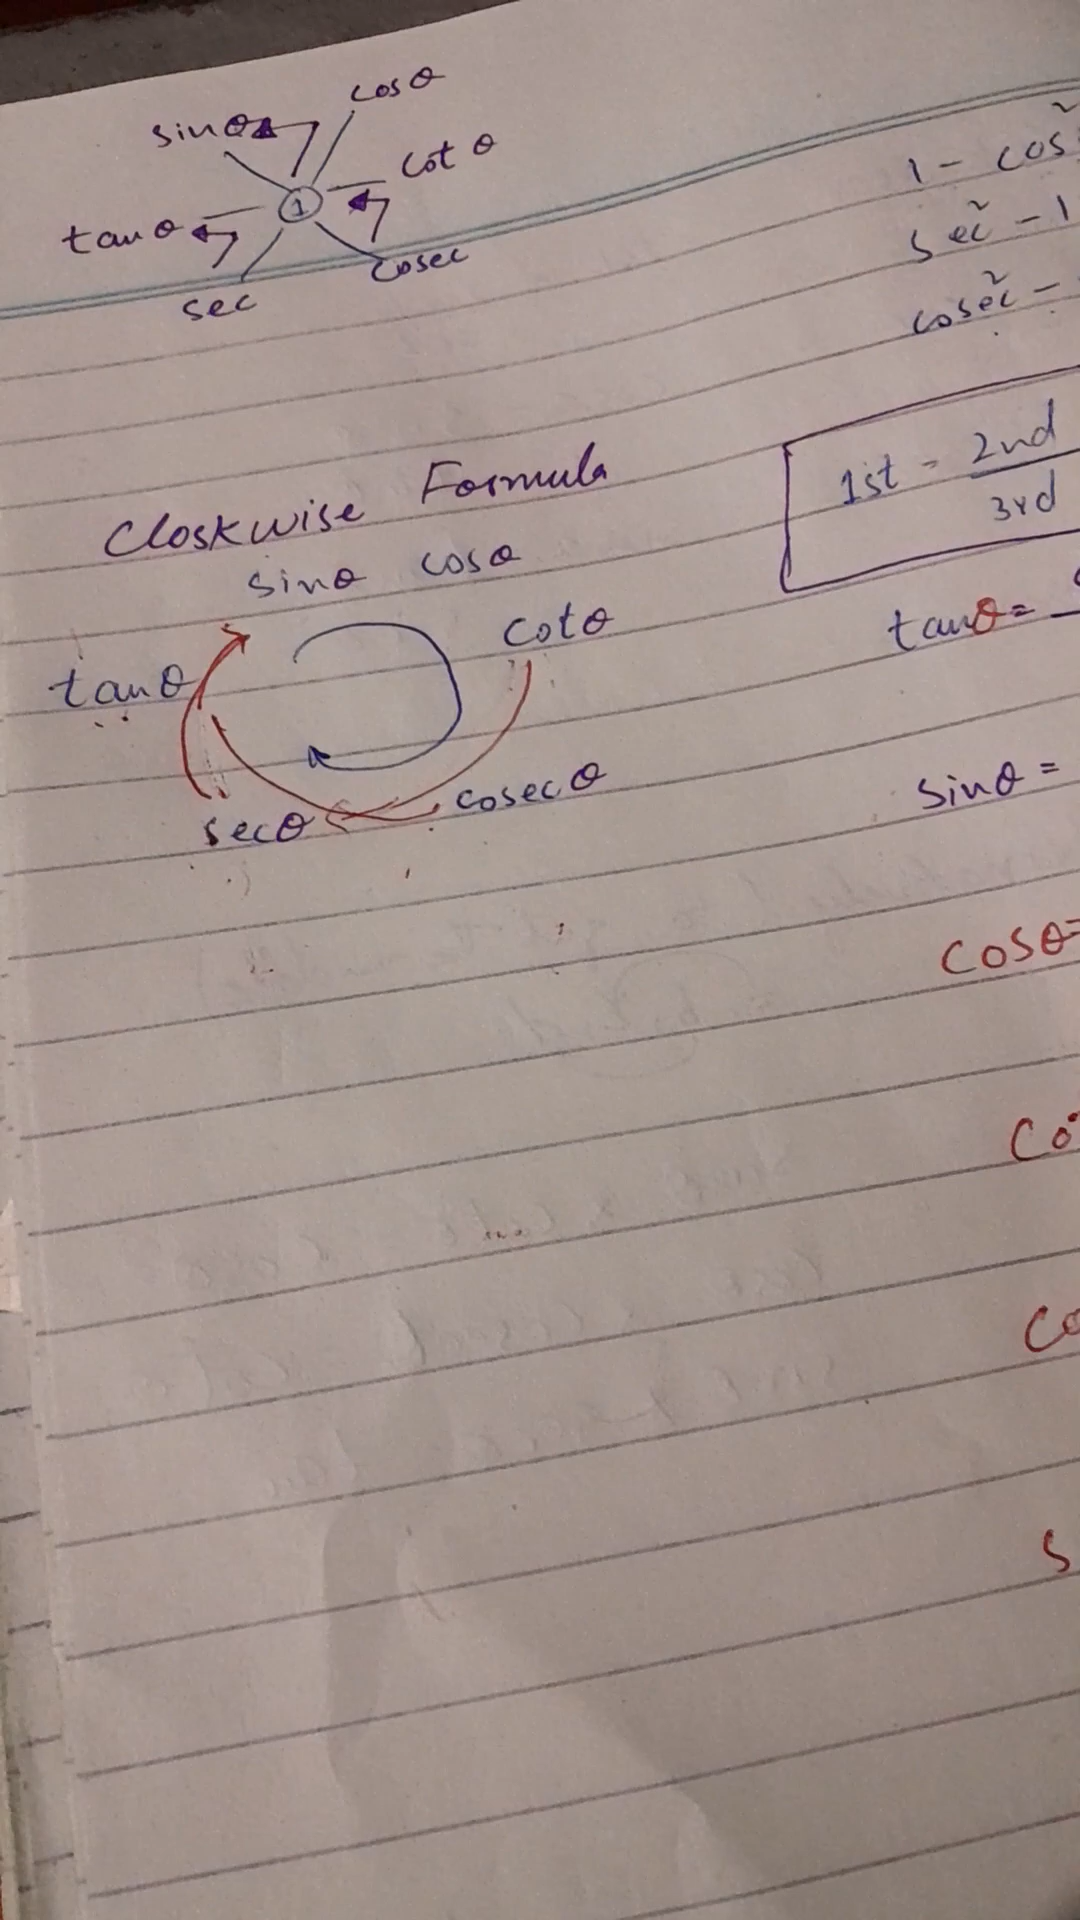 cosθ
sinθ
cot θ
1
tanθ
cosec
sec
1 - cos²
sec² - 1
cosec² -
Closkwise Formula
1st = 2nd
3rd
sinθ cosθ
cotθ
tanθ
tanθ =
secθ cosecθ
sinθ =
cosθ=